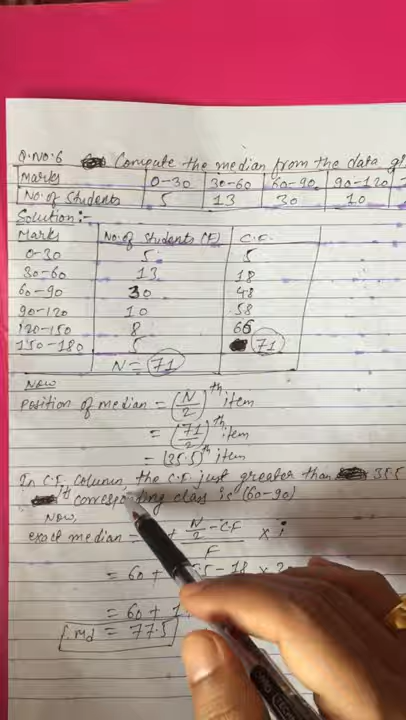 Q.No:6 Compute the median from the data
Marks 0-30 30-60 60-90 90-120
No. of Students 5 13 30 10
Solution:-
Marks No. of Students (F) C.F.
0-30 5 5
30-60 13 18
60-90 30 48
90-120 10 58
120-150 8 66
150-180 5 71
N = 71
Now
position of median = (N/2)th item
= (71/2)th item
= (35.5)th item
In C.F. column, the C.F. just greater than 35.5
corresponding class is (60-90)
Now,
exact median = + N/2 - C.F / F × i
= 60 + - 18 ×
= 60 + 1
Md = 77.5